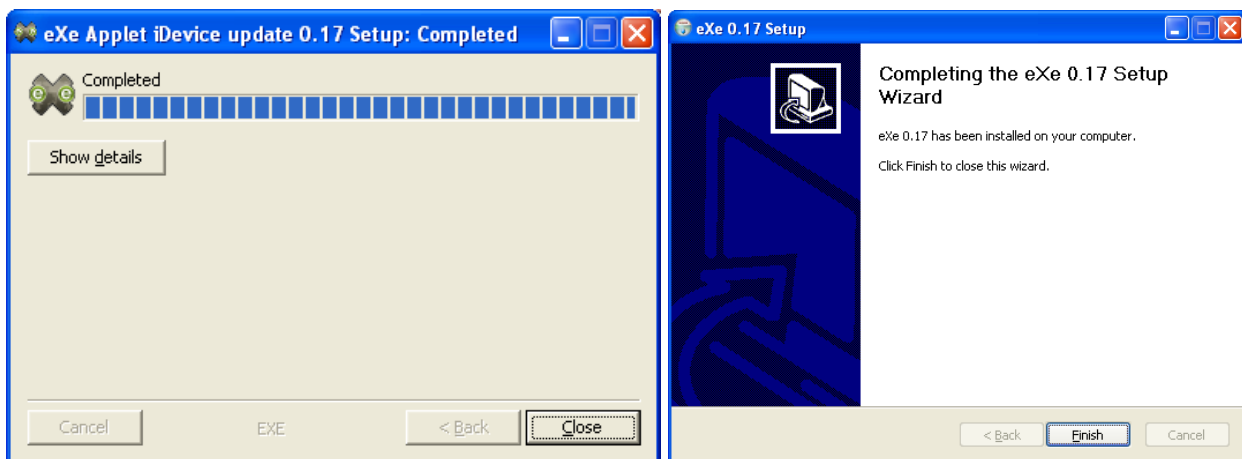 eXe Applet iDevice update 0.17 Setup: Completed
Completed
Show details
Cancel
EXE
< Back
Close
eXe 0.17 Setup
Completing the eXe 0.17 Setup
Wizard
eXe 0.17 has been installed on your computer.
Click Finish to close this wizard.
< Back
Finish
Cancel